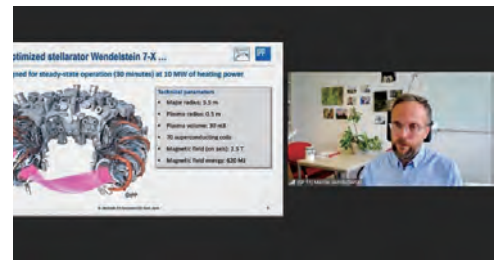 ptimized stellarator Wendelstein 7-X ...
IPP
gned for steady-state operation (30 minutes) at 10 MW of heating power
Technical parameters
• Major radius: 5.5 m
• Plasma radius: 0.5 m
• Plasma volume: 30 m3
• 70 superconducting coils
• Magnetic field (on axis): 2.5 T
• Magnetic field energy: 620 MJ